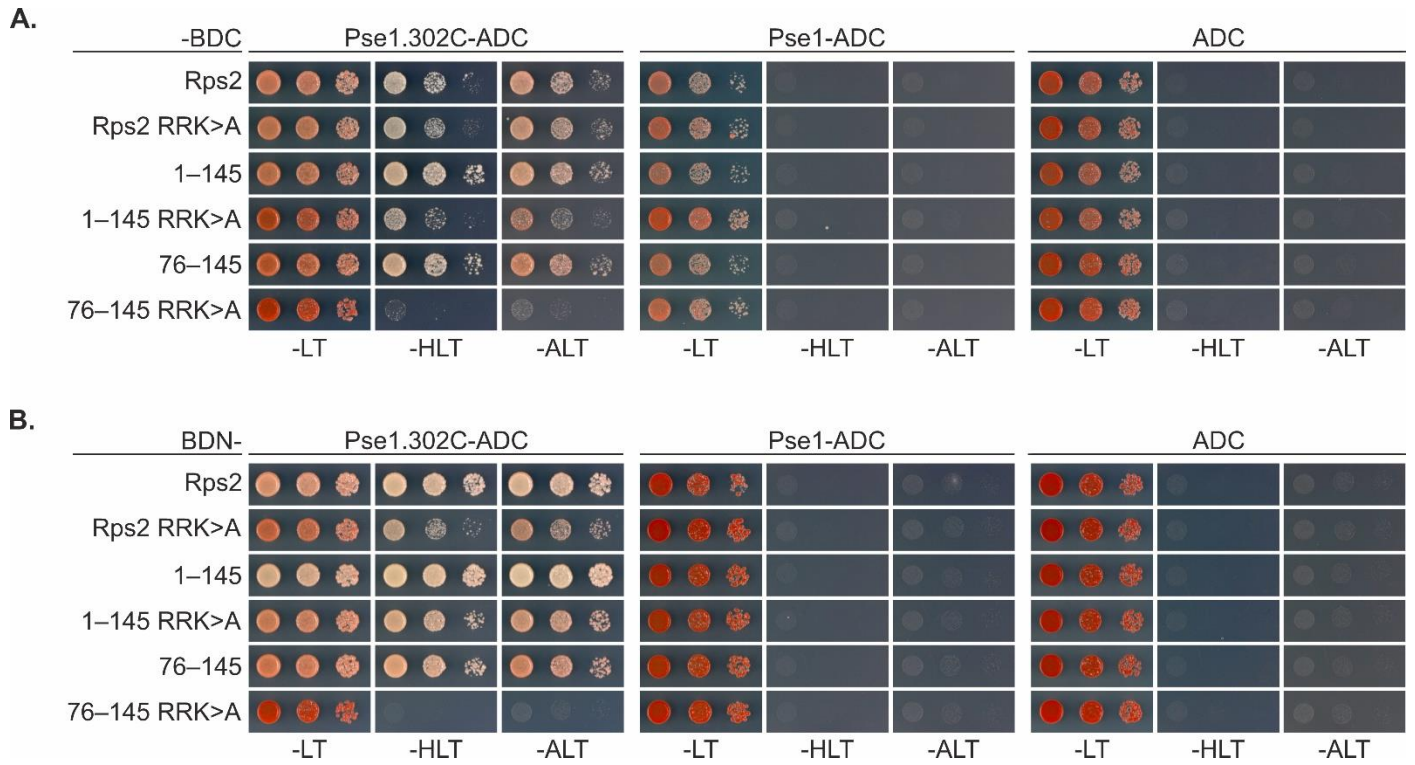 A.
-BDC Pse1.302C-ADC Pse1-ADC ADC
Rps2
Rps2 RRK>A
1–145
1–145 RRK>A
76–145
76–145 RRK>A
-LT -HLT -ALT -LT -HLT -ALT -LT -HLT -ALT
B.
BDN- Pse1.302C-ADC Pse1-ADC ADC
Rps2
Rps2 RRK>A
1–145
1–145 RRK>A
76–145
76–145 RRK>A
-LT -HLT -ALT -LT -HLT -ALT -LT -HLT -ALT